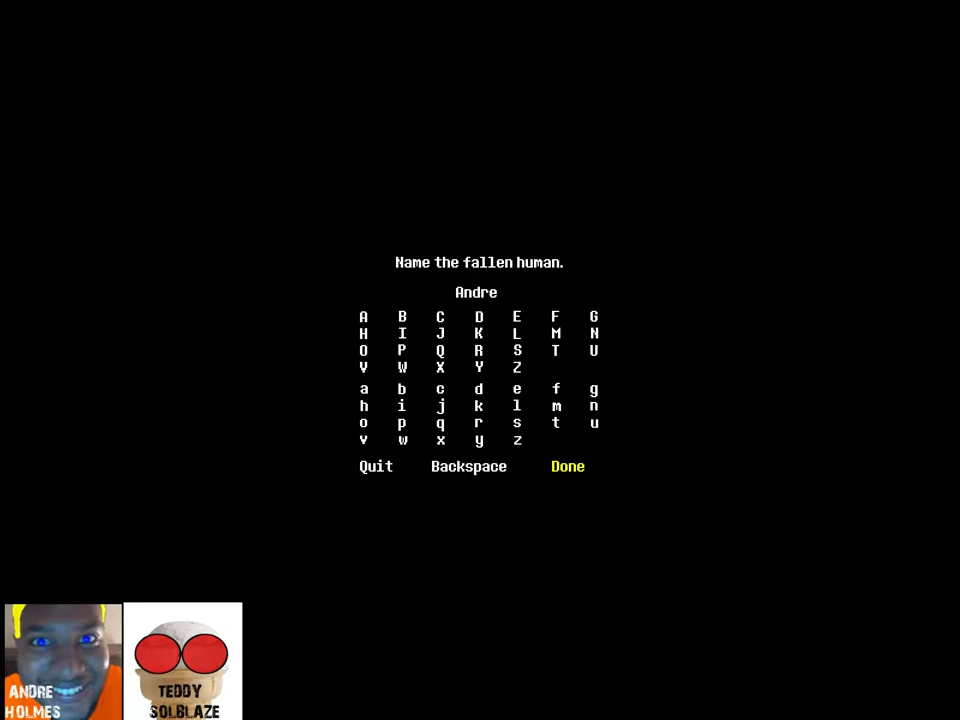 Name the fallen human.
Andre
A B C D E F G
H I J K L M N
O P Q R S T U
V W X Y Z
a b c d e f g
h i j k l m n
o p q r s t u
v w x y z
Quit Backspace Done
ANDRE
HOLMES
TEDDY
SOLBLAZE